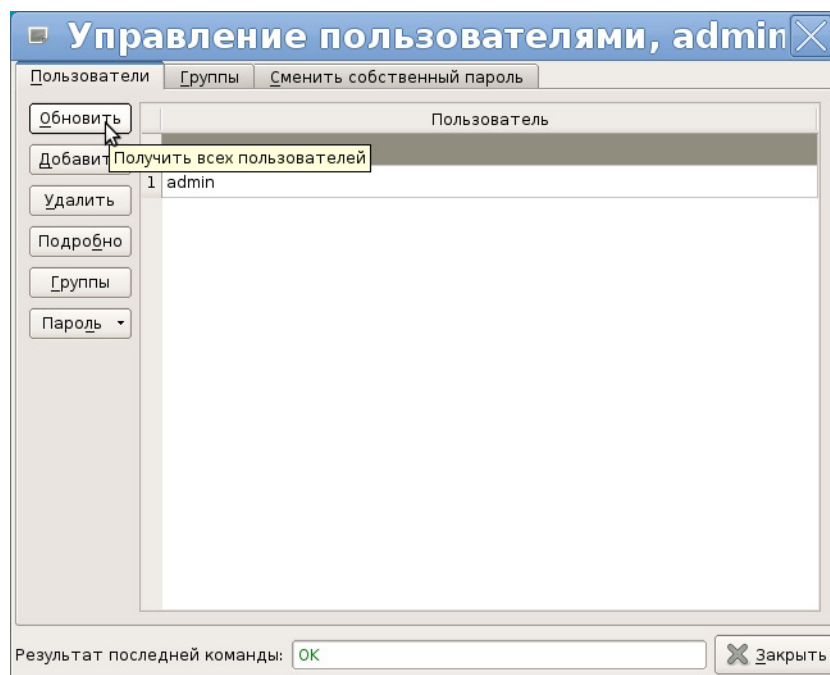 Управление пользователями, admin
Пользователи Группы Сменить собственный пароль
Обновить
Пользователь
Добавит
Получить всех пользователей
1 admin
Удалить
Подробно
Группы
Пароль
Результат последней команды: OK Закрыть